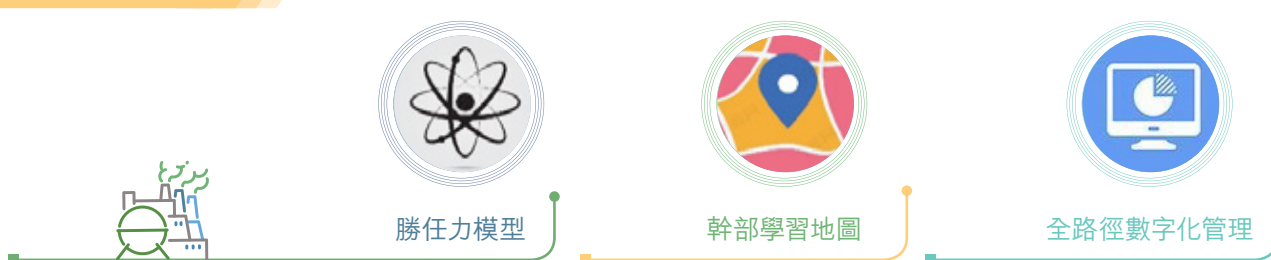 勝任力模型
幹部學習地圖
全路徑數字化管理